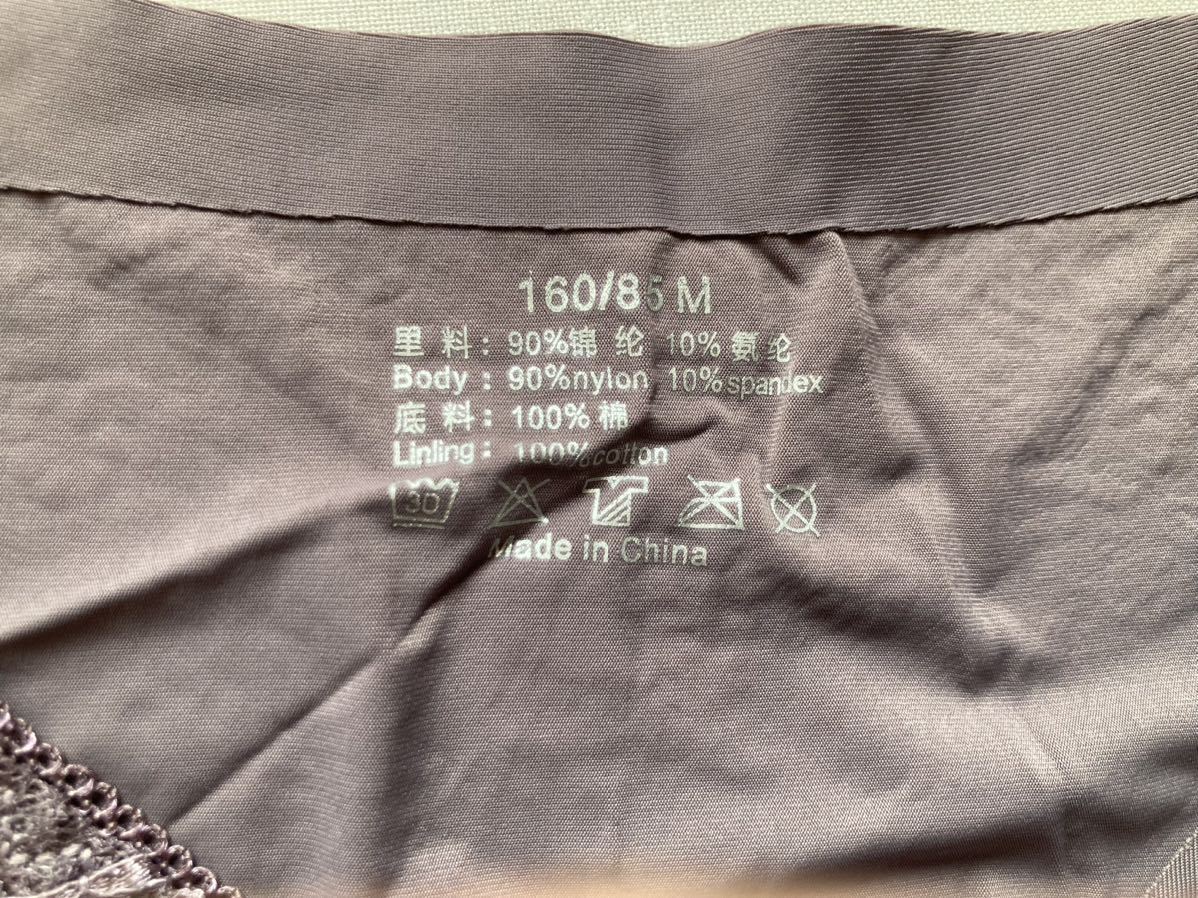 160/85 M
里料: 90%锦纶 10%氨纶
Body: 90%nylon 10%spandex
底料: 100%棉
Linling: 100%cotton
30
Made in China